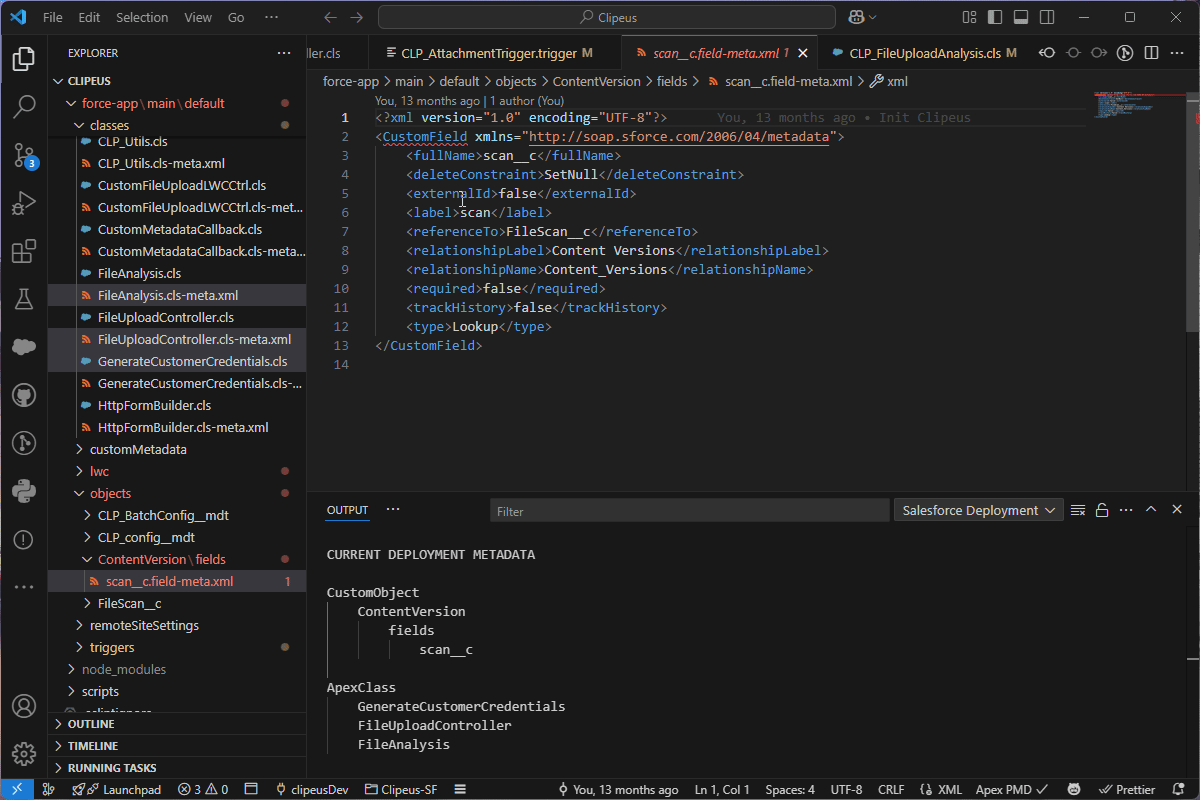 File Edit Selection View Go ··· Clipeus
EXPLORER ···
ller.cls CLP_AttachmentTrigger.trigger M scan__c.field-meta.xml 1 CLP_FileUploadAnalysis.cls M ···
force-app > main > default > objects > ContentVersion > fields > scan__c.field-meta.xml > xml
CLIPEUS
force-app\main\default
classes
CLP_Utils.cls
CLP_Utils.cls-meta.xml
CustomFileUploadLWCCtrl.cls
CustomFileUploadLWCCtrl.cls-met...
CustomMetadataCallback.cls
CustomMetadataCallback.cls-meta...
FileAnalysis.cls
FileAnalysis.cls-meta.xml
FileUploadController.cls
FileUploadController.cls-meta.xml
GenerateCustomerCredentials.cls
GenerateCustomerCredentials.cls-...
HttpFormBuilder.cls
HttpFormBuilder.cls-meta.xml
customMetadata
lwc
objects
CLP_BatchConfig__mdt
CLP_config__mdt
ContentVersion\fields
scan__c.field-meta.xml 1
FileScan__c
remoteSiteSettings
triggers
node_modules
scripts
OUTLINE
TIMELINE
RUNNING TASKS
3
You, 13 months ago | 1 author (You)
1 <?xml version="1.0" encoding="UTF-8"?> You, 13 months ago • Init Clipeus
2 <CustomField xmlns="http://soap.sforce.com/2006/04/metadata">
3 <fullName>scan__c</fullName>
4 <deleteConstraint>SetNull</deleteConstraint>
5 <externalId>false</externalId>
6 <label>scan</label>
7 <referenceTo>FileScan__c</referenceTo>
8 <relationshipLabel>Content Versions</relationshipLabel>
9 <relationshipName>Content_Versions</relationshipName>
10 <required>false</required>
11 <trackHistory>false</trackHistory>
12 <type>Lookup</type>
13 </CustomField>
14
OUTPUT ··· Filter Salesforce Deployment ···
CURRENT DEPLOYMENT METADATA
CustomObject
ContentVersion
fields
scan__c
ApexClass
GenerateCustomerCredentials
FileUploadController
FileAnalysis
Launchpad 3 0 clipeusDev Clipeus-SF You, 13 months ago Ln 1, Col 1 Spaces: 4 UTF-8 CRLF {} XML Apex PMD Prettier